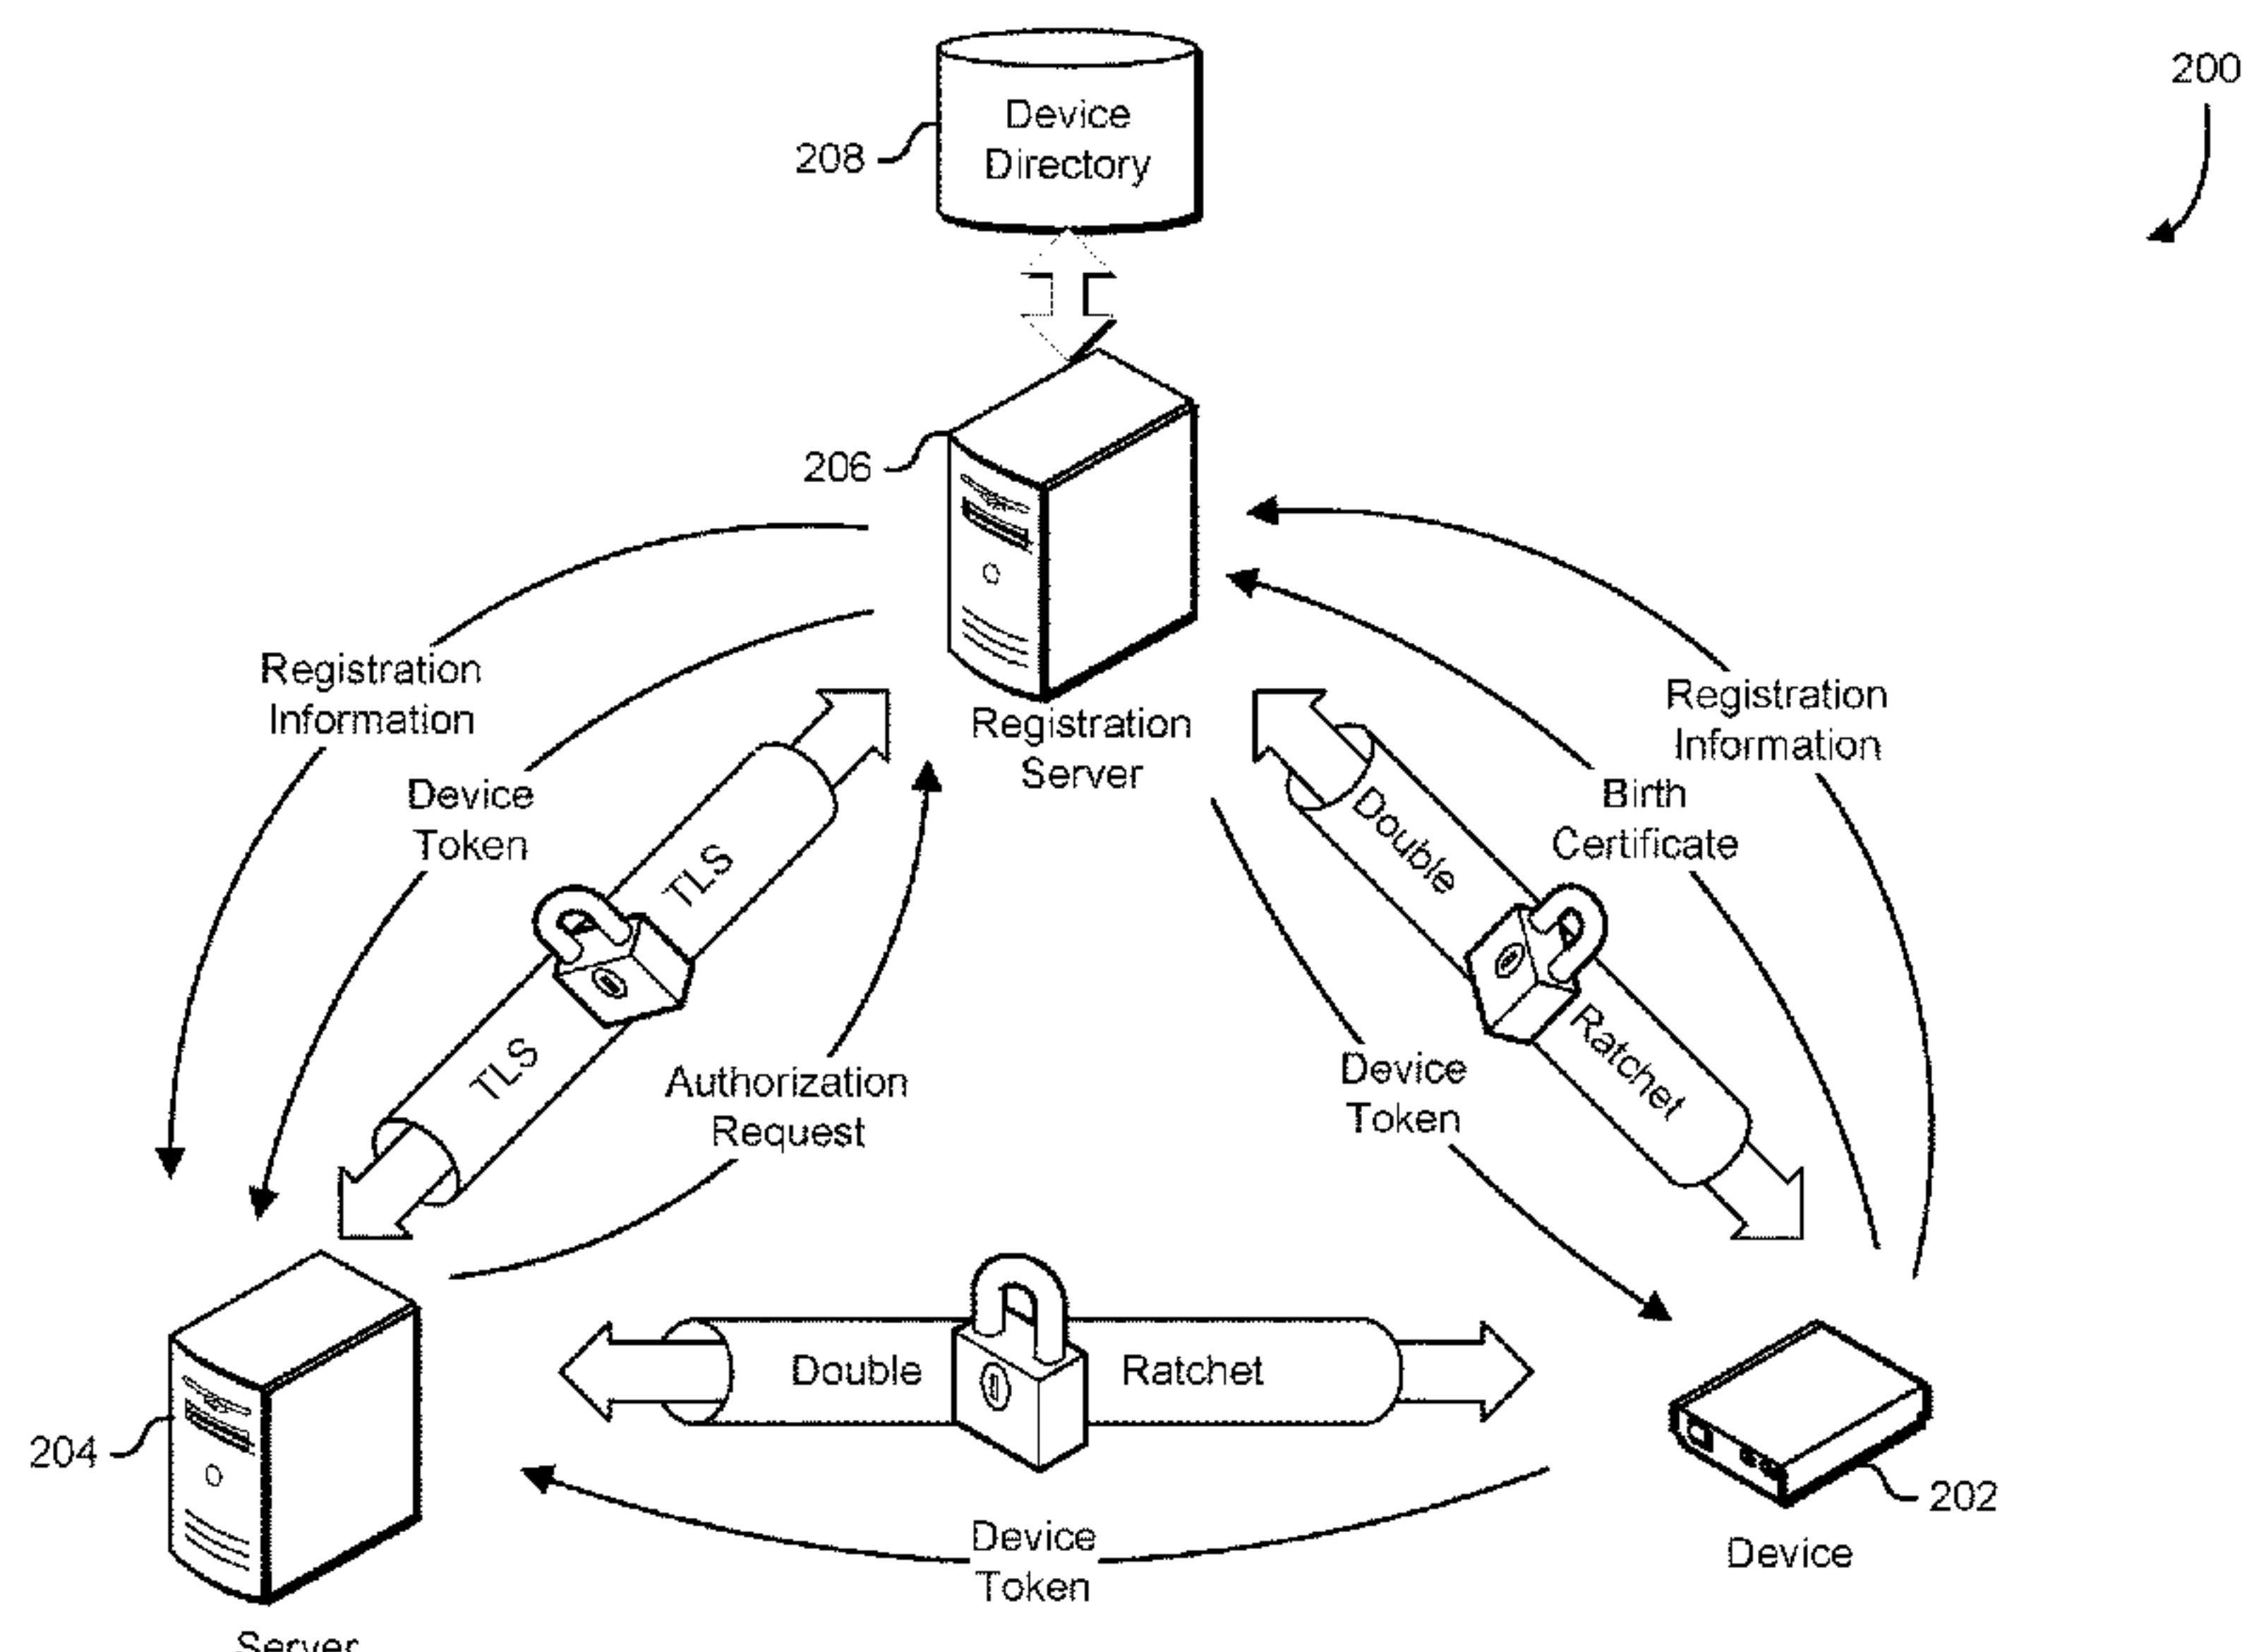 200
Device
Directory
208
206
Registration
Information
Registration
Server
Registration
Information
Device
Token
TLS
TLS
Double
Ratchet
Birth
Certificate
Authorization
Request
Device
Token
Double
Ratchet
204
202
Device
Token
Device
Server